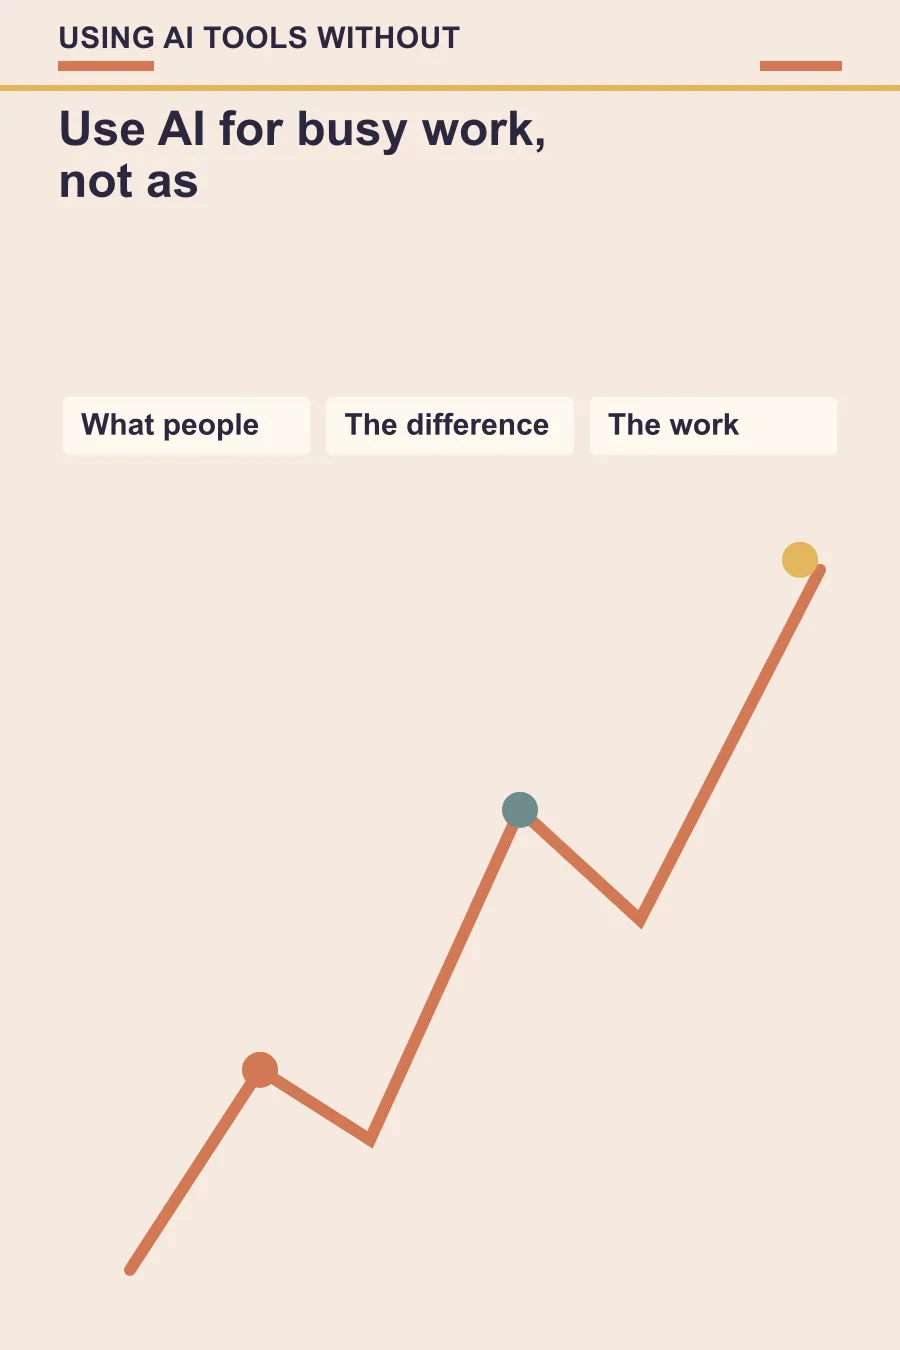 USING AI TOOLS WITHOUT
Use AI for busy work,
not as
What people
The difference
The work